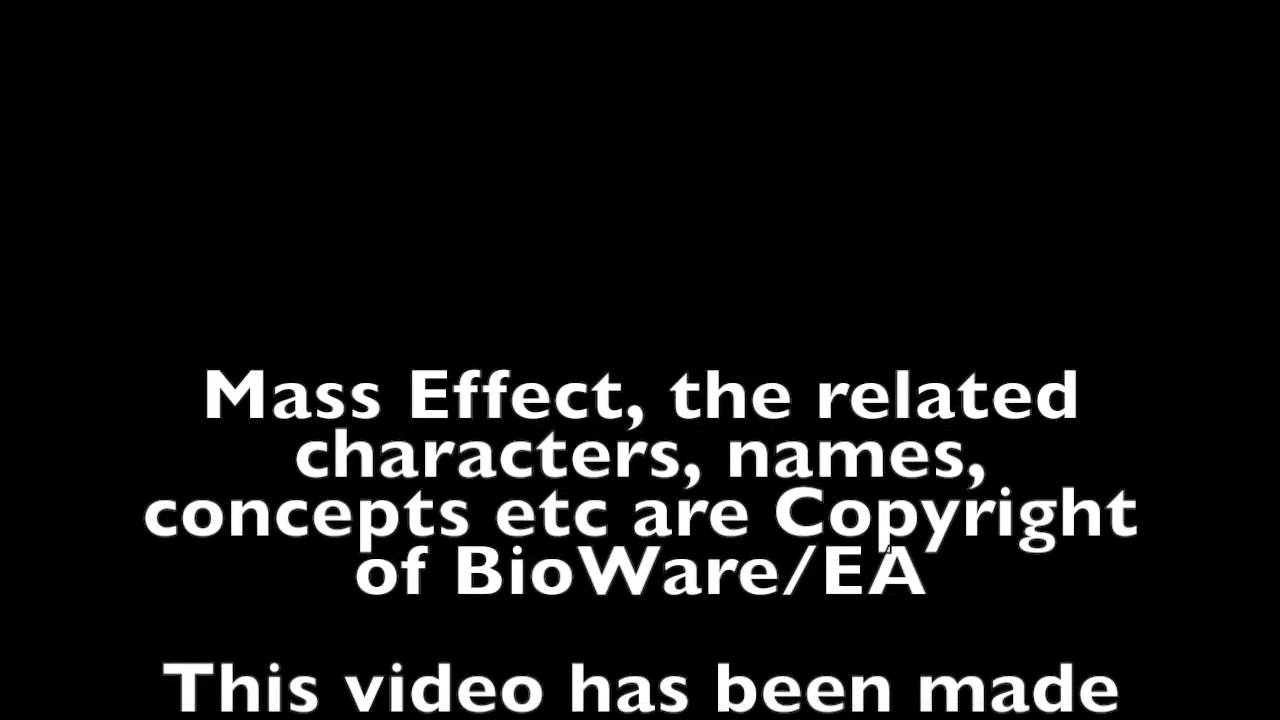 Mass Effect, the related
characters, names,
concepts etc are Copyright
of BioWare/EA
This video has been made